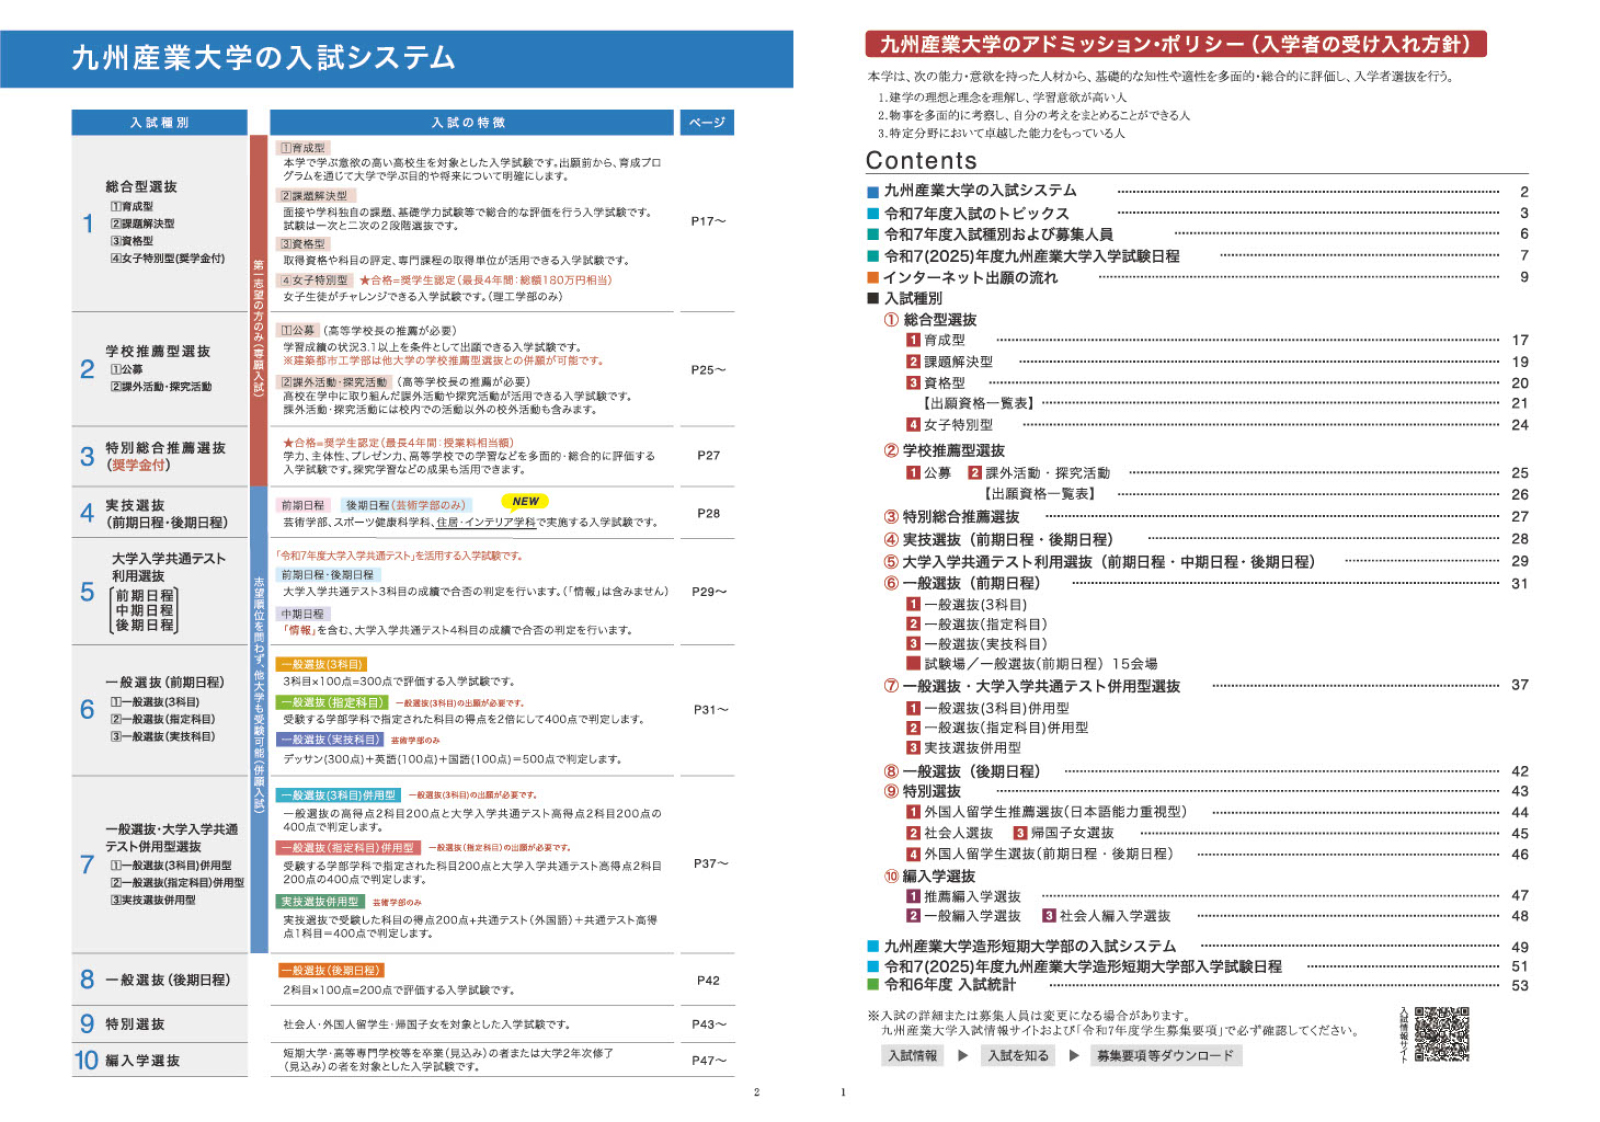 九州産業大学の入試システム
入試種別
入試の特徴
ページ
第一志望の方のみ(専願入試)
志望順位を問わず、他大学も受験可能(併願入試)
1
総合型選抜
①育成型
②課題解決型
③資格型
④女子特別型(奨学金付)
①育成型
本学で学ぶ意欲の高い高校生を対象とした入学試験です。出願前から、育成プロ
グラムを通じて大学で学ぶ目的や将来について明確にします。
②課題解決型
面接や学科独自の課題、基礎学力試験等で総合的な評価を行う入学試験です。
試験は一次と二次の2段階選抜です。
③資格型
取得資格や科目の評定、専門課程の取得単位が活用できる入学試験です。
④女子特別型 ★合格=奨学生認定(最長4年間:総額180万円相当)
女子生徒がチャレンジできる入学試験です。(理工学部のみ)
P17～
2
学校推薦型選抜
①公募
②課外活動・探究活動
①公募 (高等学校長の推薦が必要)
学習成績の状況3.1以上を条件として出願できる入学試験です。
※建築都市工学部は他大学の学校推薦型選抜との併願が可能です。
②課外活動・探究活動 (高等学校長の推薦が必要)
高校在学中に取り組んだ課外活動や探究活動が活用できる入学試験です。
課外活動・探究活動には校内での活動以外の校外活動も含みます。
P25～
3
特別総合推薦選抜
(奨学金付)
★合格=奨学生認定(最長4年間:授業料相当額)
学力、主体性、プレゼン力、高等学校での学習などを多面的・総合的に評価する
入学試験です。探究学習などの成果も活用できます。
P27
4
実技選抜
(前期日程・後期日程)
前期日程 後期日程(芸術学部のみ) NEW
芸術学部、スポーツ健康科学科、住居・インテリア学科で実施する入学試験です。
P28
5
大学入学共通テスト
利用選抜
前期日程
中期日程
後期日程
「令和7年度大学入学共通テスト」を活用する入学試験です。
前期日程・後期日程
大学入学共通テスト3科目の成績で合否の判定を行います。(「情報」は含みません)
中期日程
「情報」を含む、大学入学共通テスト4科目の成績で合否の判定を行います。
P29～
6
一般選抜(前期日程)
①一般選抜(3科目)
②一般選抜(指定科目)
③一般選抜(実技科目)
一般選抜(3科目)
3科目×100点=300点で評価する入学試験です。
一般選抜(指定科目) 一般選抜(3科目)の出願が必要です。
受験する学部学科で指定された科目の得点を2倍にして400点で判定します。
一般選抜(実技科目) 芸術学部のみ
デッサン(300点)+英語(100点)+国語(100点)=500点で判定します。
P31～
7
一般選抜・大学入学共通
テスト併用型選抜
①一般選抜(3科目)併用型
②一般選抜(指定科目)併用型
③実技選抜併用型
一般選抜(3科目)併用型 一般選抜(3科目)の出願が必要です。
一般選抜の高得点2科目200点と大学入学共通テスト高得点2科目200点の
400点で判定します。
一般選抜(指定科目)併用型 一般選抜(指定科目)の出願が必要です。
受験する学部学科で指定された科目200点と大学入学共通テスト高得点2科目
200点の400点で判定します。
実技選抜併用型 芸術学部のみ
実技選抜で受験した科目の得点200点+共通テスト(外国語)+共通テスト高得
点1科目=400点で判定します。
P37～
8
一般選抜(後期日程)
一般選抜(後期日程)
2科目×100点=200点で評価する入学試験です。
P42
9
特別選抜
社会人・外国人留学生・帰国子女を対象とした入学試験です。
P43～
10
編入学選抜
短期大学・高等専門学校等を卒業(見込み)の者または大学2年次修了
(見込み)の者を対象とした入学試験です。
P47～
2
九州産業大学のアドミッション・ポリシー(入学者の受け入れ方針)
本学は、次の能力・意欲を持った人材から、基礎的な知性や適性を多面的・総合的に評価し、入学者選抜を行う。
1.建学の理想と理念を理解し、学習意欲が高い人
2.物事を多面的に考察し、自分の考えをまとめることができる人
3.特定分野において卓越した能力をもっている人
Contents
■九州産業大学の入試システム 2
■令和7年度入試のトピックス 3
■令和7年度入試種別および募集人員 6
■令和7(2025)年度九州産業大学入学試験日程 7
■インターネット出願の流れ 9
■入試種別
①総合型選抜
1 育成型 17
2 課題解決型 19
3 資格型 20
【出願資格一覧表】 21
4 女子特別型 24
②学校推薦型選抜
1 公募 2 課外活動・探究活動 25
【出願資格一覧表】 26
③特別総合推薦選抜 27
④実技選抜(前期日程・後期日程) 28
⑤大学入学共通テスト利用選抜(前期日程・中期日程・後期日程) 29
⑥一般選抜(前期日程) 31
1 一般選抜(3科目)
2 一般選抜(指定科目)
3 一般選抜(実技科目)
■試験場／一般選抜(前期日程) 15会場
⑦一般選抜・大学入学共通テスト併用型選抜 37
1 一般選抜(3科目)併用型
2 一般選抜(指定科目)併用型
3 実技選抜併用型
⑧一般選抜(後期日程) 42
⑨特別選抜 43
1 外国人留学生推薦選抜(日本語能力重視型) 44
2 社会人選抜 3 帰国子女選抜 45
4 外国人留学生選抜(前期日程・後期日程) 46
⑩編入学選抜
1 推薦編入学選抜 47
2 一般編入学選抜 3 社会人編入学選抜 48
■九州産業大学造形短期大学部の入試システム 49
■令和7(2025)年度九州産業大学造形短期大学部入学試験日程 51
■令和6年度 入試統計 53
※入試の詳細または募集人員は変更になる場合があります。
九州産業大学入試情報サイトおよび「令和7年度学生募集要項」で必ず確認してください。
入試情報 ▶ 入試を知る ▶ 募集要項等ダウンロード
入試情報サイト
1